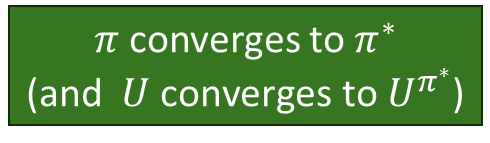 π converges to π*
(and U converges to U^π*)